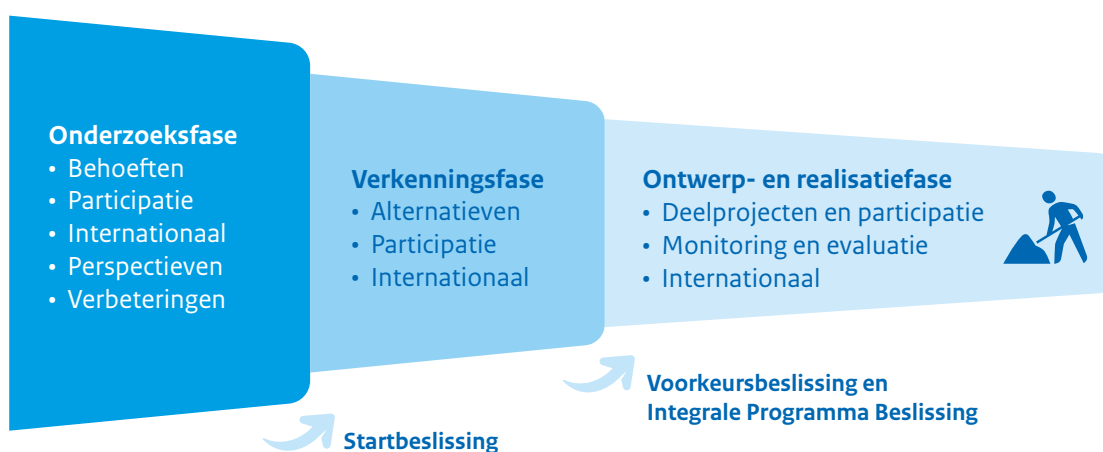 Onderzoeksfase
• Behoeften
• Participatie
• Internationaal
• Perspectieven
• Verbeteringen
Verkenningsfase
• Alternatieven
• Participatie
• Internationaal
Ontwerp- en realisatiefase
• Deelprojecten en participatie
• Monitoring en evaluatie
• Internationaal
Startbeslissing
Voorkeursbeslissing en
Integrale Programma Beslissing